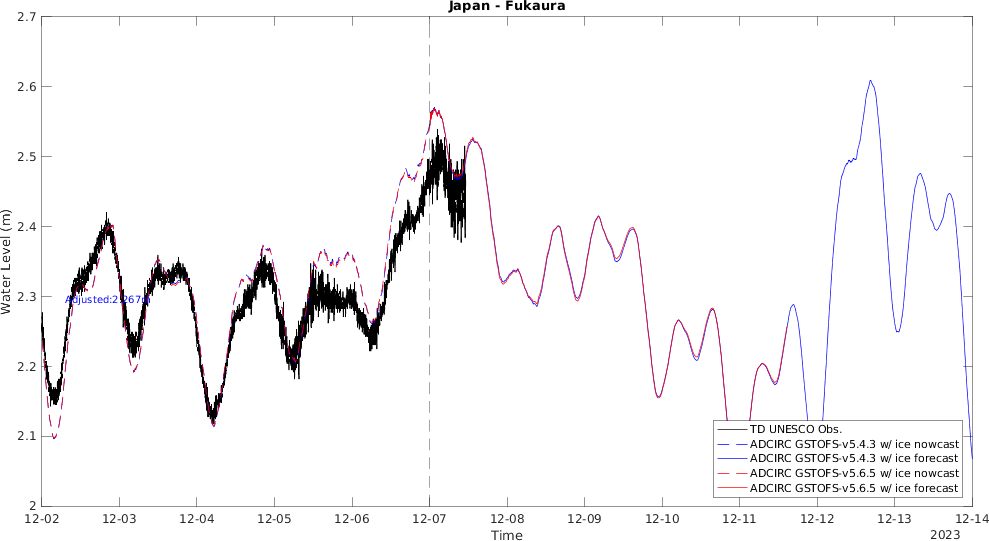 Japan - Fukaura
2.7
2.6
2.5
2.4
2.3
2.2
2.1
2
Water Level (m)
Adjusted:2.267m
TD UNESCO Obs.
ADCIRC GSTOFS-v5.4.3 w/ ice nowcast
ADCIRC GSTOFS-v5.4.3 w/ ice forecast
ADCIRC GSTOFS-v5.6.5 w/ ice nowcast
ADCIRC GSTOFS-v5.6.5 w/ ice forecast
12-02 12-03 12-04 12-05 12-06 12-07 12-08 12-09 12-10 12-11 12-12 12-13 12-14
Time
2023